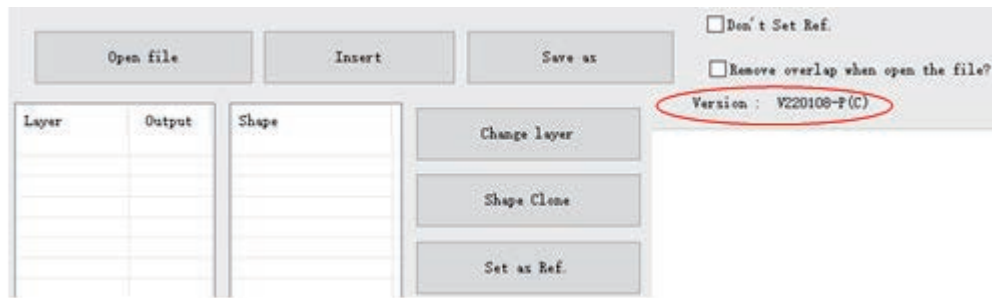 Don't Set Ref.
Open file Insert Save as
Remove overlap when open the file?
Version : V220108-P(C)
Layer Output Shape
Change layer
Shape Clone
Set as Ref.